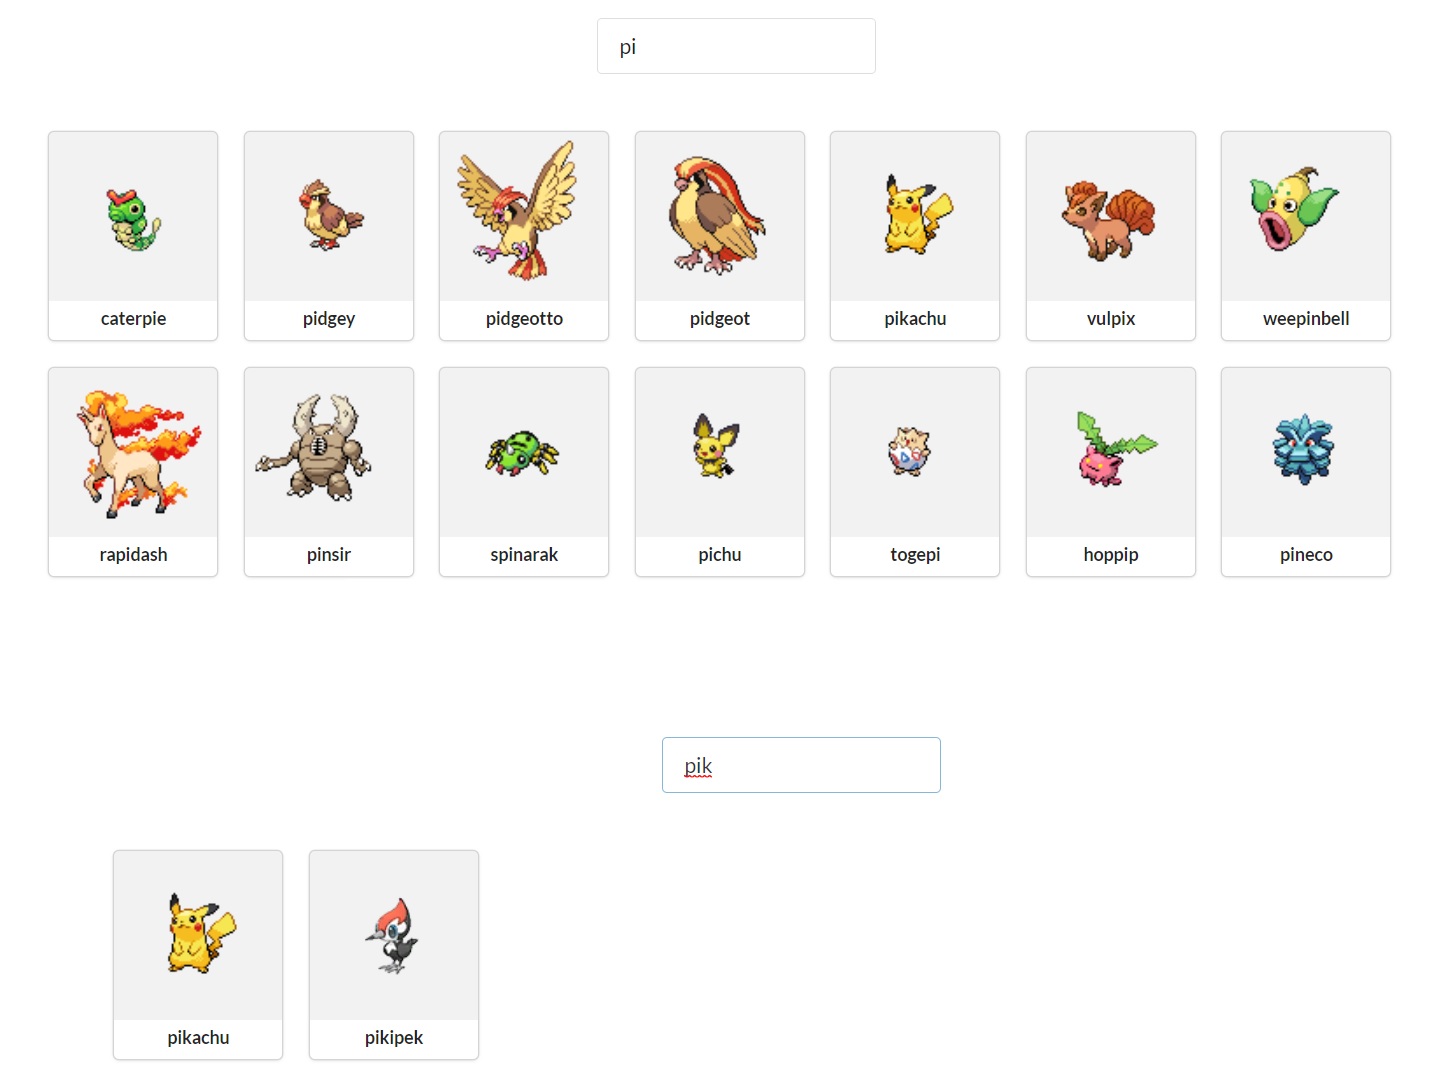 pi
caterpie
pidgey
pidgeotto
pidgeot
pikachu
vulpix
weepinbell
rapidash
pinsir
spinarak
pichu
togepi
hoppip
pineco
pik
pikachu
pikipek